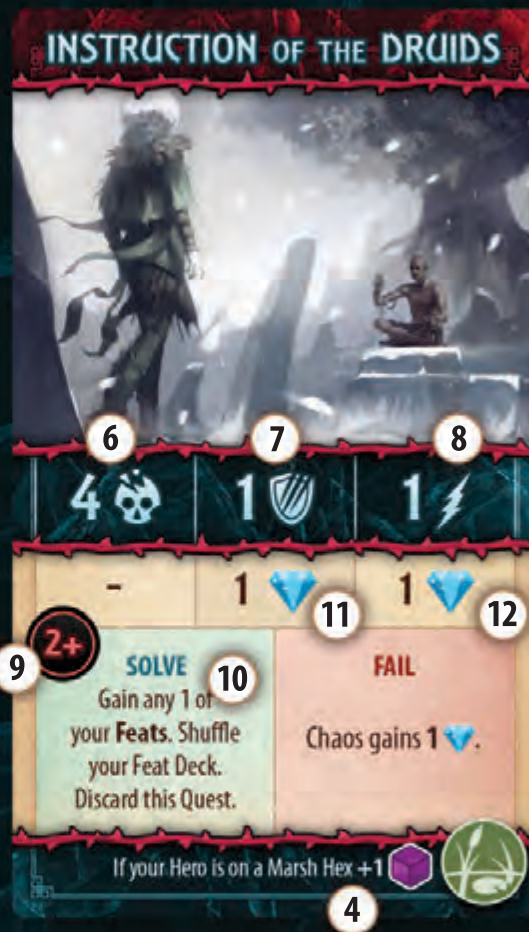 INSTRUCTION OF THE DRUIDS
6 7 8
4 1 1
- 1 1
11 12
9 2+
SOLVE 10
Gain any 1 of
your Feats. Shuffle
your Feat Deck.
Discard this Quest.
FAIL
Chaos gains 1 .
If your Hero is on a Marsh Hex +1
4